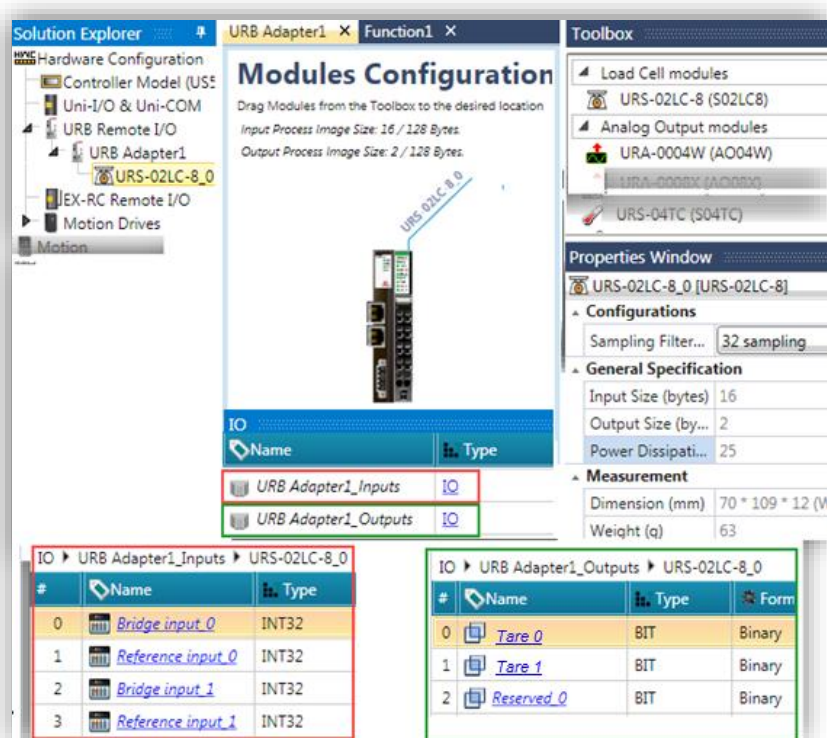 Solution Explorer
Hardware Configuration
Controller Model (US5
Uni-I/O & Uni-COM
URB Remote I/O
URB Adapter1
URS-02LC-8_0
EX-RC Remote I/O
Motion Drives
Motion
URB Adapter1 × Function1 ×
Modules Configuration
Drag Modules from the Toolbox to the desired location
Input Process Image Size: 16 / 128 Bytes.
Output Process Image Size: 2 / 128 Bytes.
URS-02LC-8_0
IO
Name Type
URB Adapter1_Inputs IO
URB Adapter1_Outputs IO
Toolbox
Load Cell modules
URS-02LC-8 (S02LC8)
Analog Output modules
URA-0004W (AO04W)
URA-0008X (AO08X)
URS-04TC (S04TC)
Properties Window
URS-02LC-8_0 [URS-02LC-8]
Configurations
Sampling Filter... 32 sampling
General Specification
Input Size (bytes) 16
Output Size (by... 2
Power Dissipati... 25
Measurement
Dimension (mm) 70 * 109 * 12 (W
Weight (g) 63
IO ▶ URB Adapter1_Inputs ▶ URS-02LC-8_0
# Name Type
0 Bridge input_0 INT32
1 Reference input_0 INT32
2 Bridge input_1 INT32
3 Reference input_1 INT32
IO ▶ URB Adapter1_Outputs ▶ URS-02LC-8_0
# Name Type Form
0 Tare 0 BIT Binary
1 Tare 1 BIT Binary
2 Reserved_0 BIT Binary